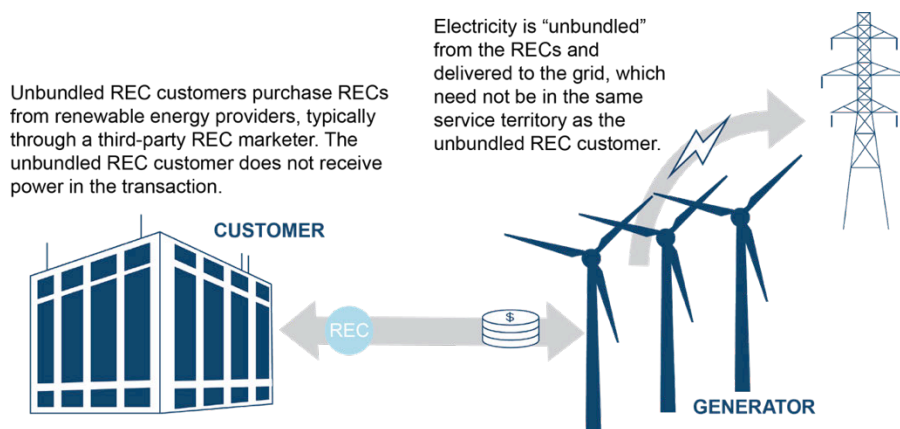 Electricity is “unbundled”
from the RECs and
delivered to the grid, which
need not be in the same
service territory as the
unbundled REC customer.
Unbundled REC customers purchase RECs
from renewable energy providers, typically
through a third-party REC marketer. The
unbundled REC customer does not receive
power in the transaction.
CUSTOMER
REC
$
GENERATOR